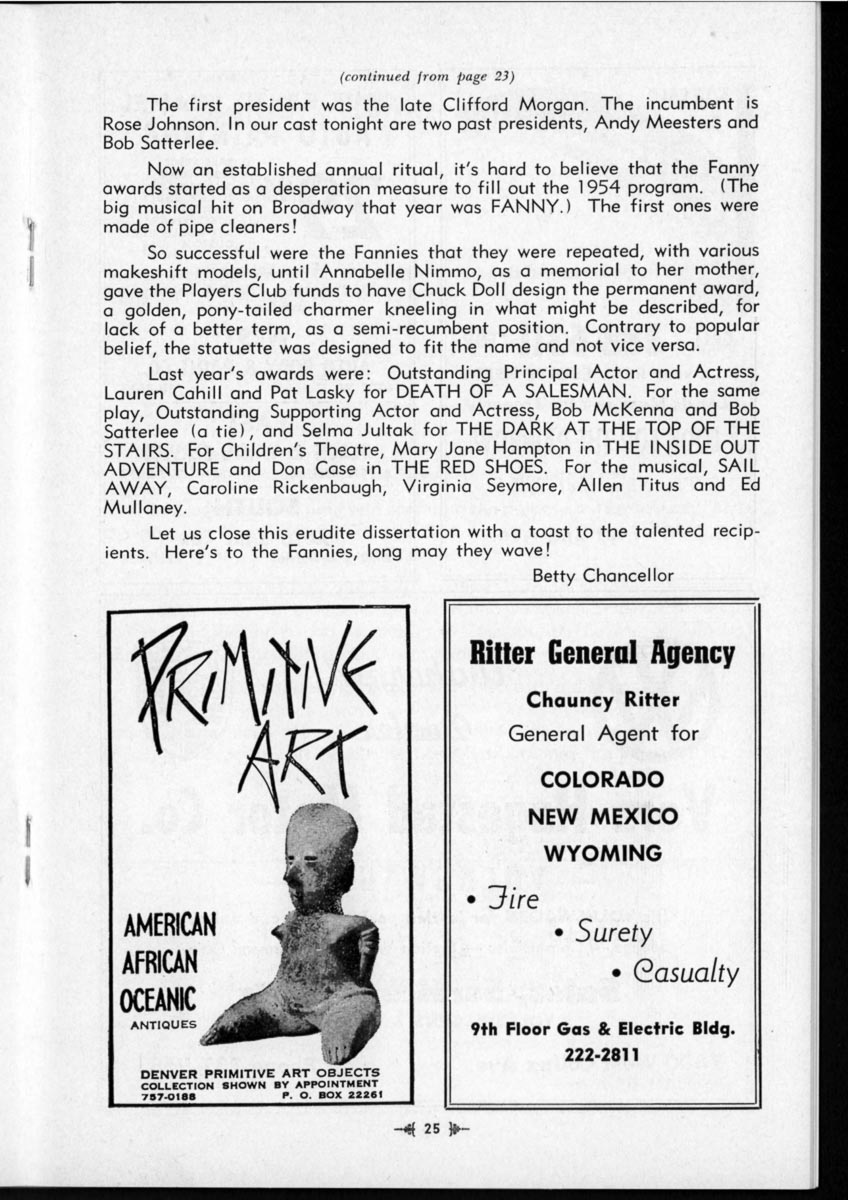 (continued from page 23)
The first president was the late Clifford Morgan. The incumbent is
Rose Johnson. In our cast tonight are two past presidents, Andy Meesters and
Bob Satterlee.
Now an established annual ritual, it's hard to believe that the Fanny
awards started as a desperation measure to fill out the 1954 program. (The
big musical hit on Broadway that year was FANNY.) The first ones were
made of pipe cleaners!
So successful were the Fannies that they were repeated, with various
makeshift models, until Annabelle Nimmo, as a memorial to her mother,
gave the Players Club funds to have Chuck Doll design the permanent award,
a golden, pony-tailed charmer kneeling in what might be described, for
lack of a better term, as a semi-recumbent position. Contrary to popular
belief, the statuette was designed to fit the name and not vice versa.
Last year's awards were: Outstanding Principal Actor and Actress,
Lauren Cahill and Pat Lasky for DEATH OF A SALESMAN. For the same
play, Outstanding Supporting Actor and Actress, Bob McKenna and Bob
Satterlee (a tie), and Selma Jultak for THE DARK AT THE TOP OF THE
STAIRS. For Children's Theatre, Mary Jane Hampton in THE INSIDE OUT
ADVENTURE and Don Case in THE RED SHOES. For the musical, SAIL
AWAY, Caroline Rickenbaugh, Virginia Seymore, Allen Titus and Ed
Mullaney.
Let us close this erudite dissertation with a toast to the talented recip-
ients. Here's to the Fannies, long may they wave!
Betty Chancellor
PRIMITIVE
ART
AMERICAN
AFRICAN
OCEANIC
ANTIQUES
DENVER PRIMITIVE ART OBJECTS
COLLECTION SHOWN BY APPOINTMENT
757-0188 P. O. BOX 22261
Ritter General Agency
Chauncy Ritter
General Agent for
COLORADO
NEW MEXICO
WYOMING
• Fire
• Surety
• Casualty
9th Floor Gas & Electric Bldg.
222-2811
25